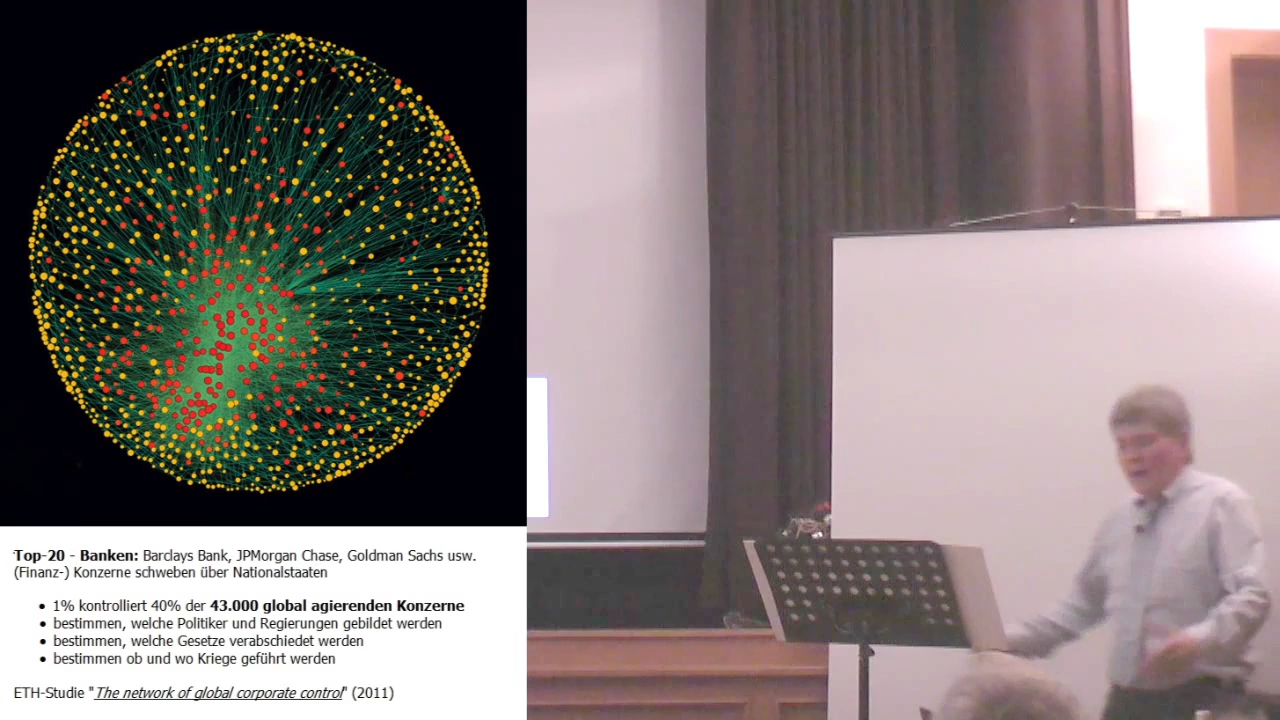 Top-20 - Banken: Barclays Bank, JPMorgan Chase, Goldman Sachs usw.
(Finanz-) Konzerne schweben über Nationalstaaten
• 1% kontrolliert 40% der 43.000 global agierenden Konzerne
• bestimmen, welche Politiker und Regierungen gebildet werden
• bestimmen, welche Gesetze verabschiedet werden
• bestimmen ob und wo Kriege geführt werden
ETH-Studie "The network of global corporate control" (2011)